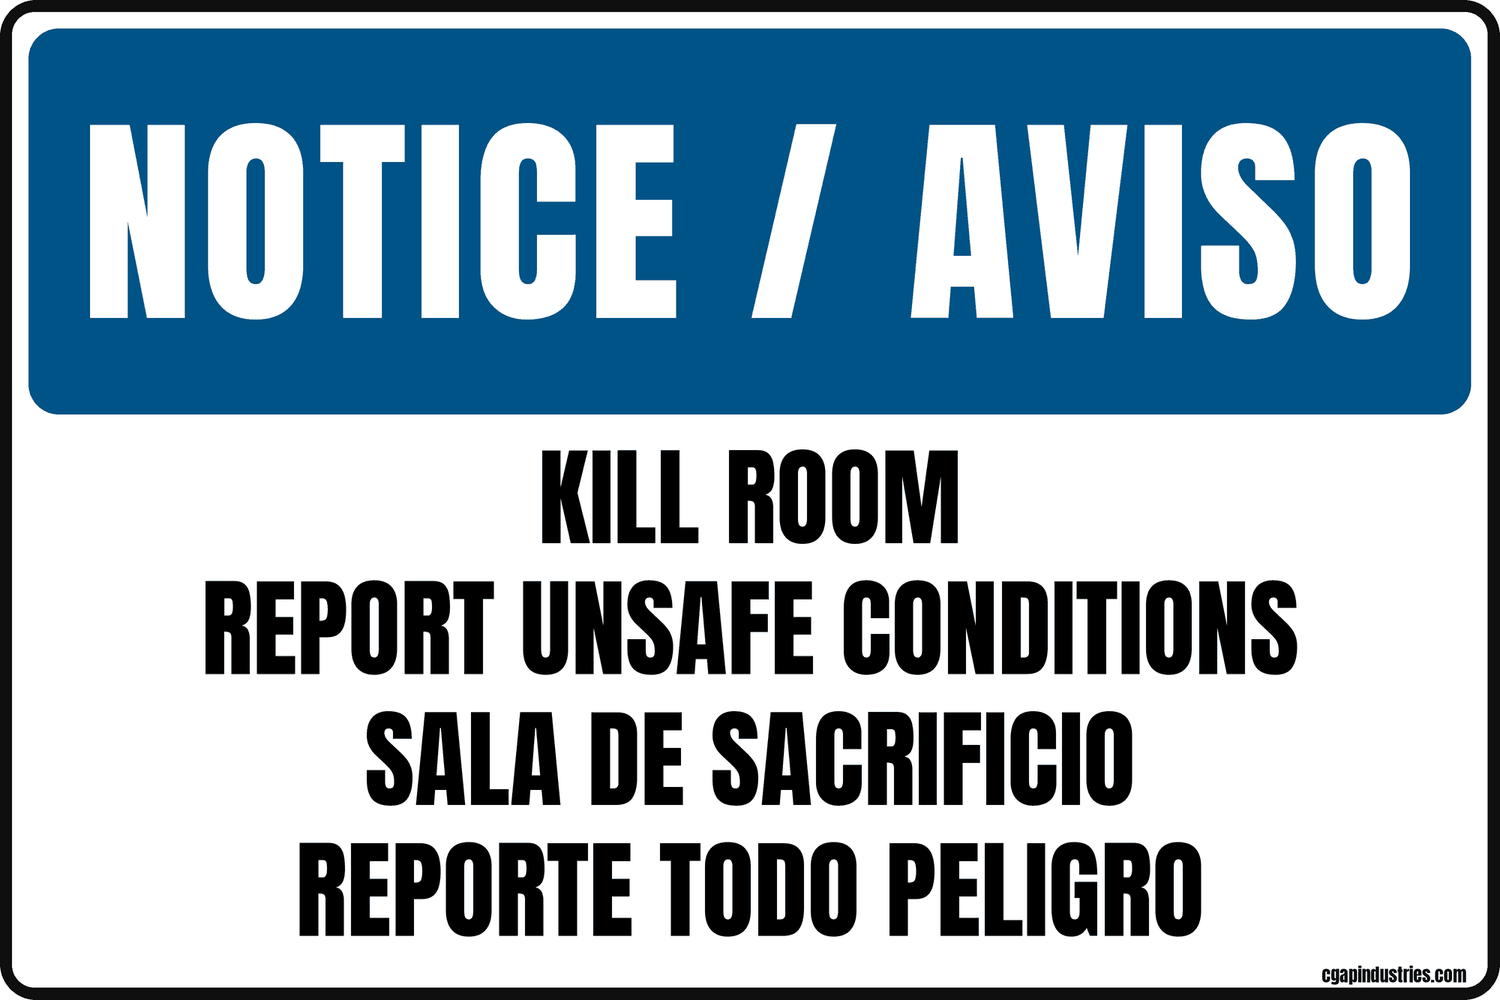 NOTICE / AVISO
KILL ROOM
REPORT UNSAFE CONDITIONS
SALA DE SACRIFICIO
REPORTE TODO PELIGRO
cgapindustries.com